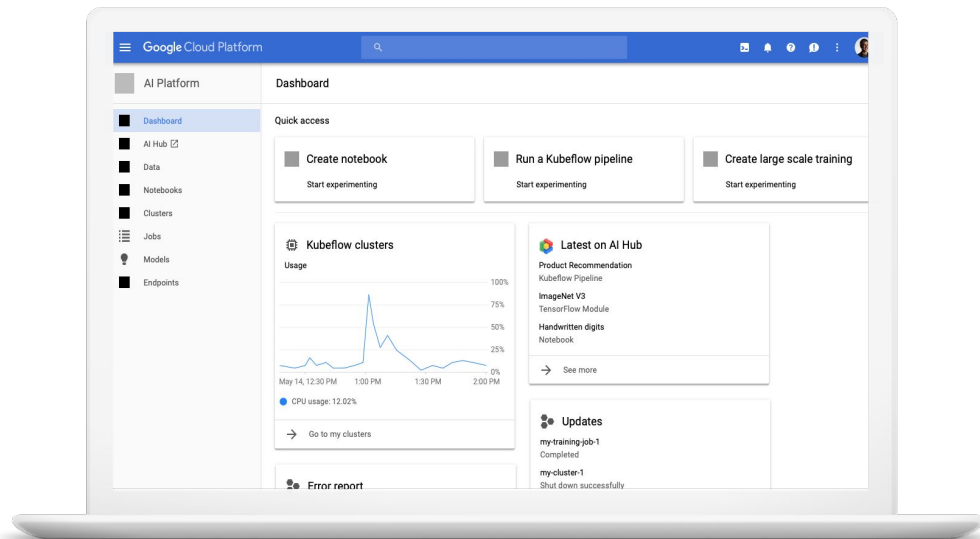 Google Cloud Platform
AI Platform
Dashboard
Dashboard
AI Hub
Data
Notebooks
Clusters
Jobs
Models
Endpoints
Quick access
Create notebook
Start experimenting
Run a Kubeflow pipeline
Start experimenting
Create large scale training
Start experimenting
Kubeflow clusters
Usage
100%
75%
50%
25%
0%
May 14, 12:30 PM 1:00 PM 1:30 PM 2:00 PM
CPU usage: 12.02%
Go to my clusters
Error report
Latest on AI Hub
Product Recommendation
Kubeflow Pipeline
ImageNet V3
TensorFlow Module
Handwritten digits
Notebook
See more
Updates
my-training-job-1
Completed
my-cluster-1
Shut down successfully